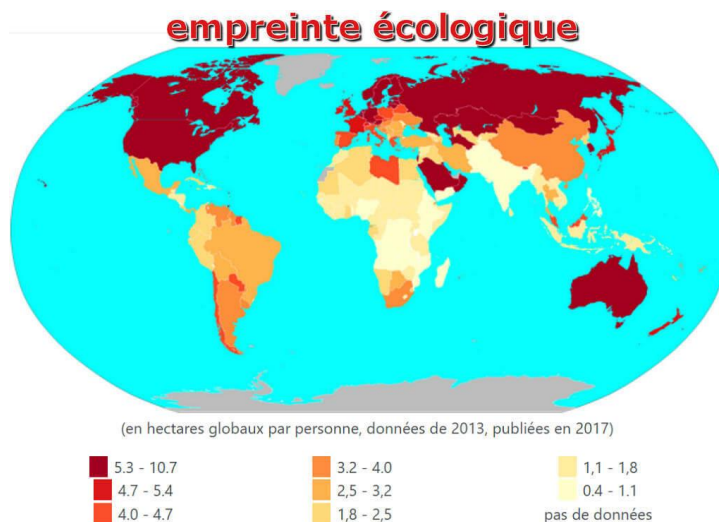 empreinte écologique
(en hectares globaux par personne, données de 2013, publiées en 2017)
5.3 - 10.7
4.7 - 5.4
4.0 - 4.7
3.2 - 4.0
2,5 - 3,2
1,8 - 2,5
1,1 - 1,8
0.4 - 1.1
pas de données